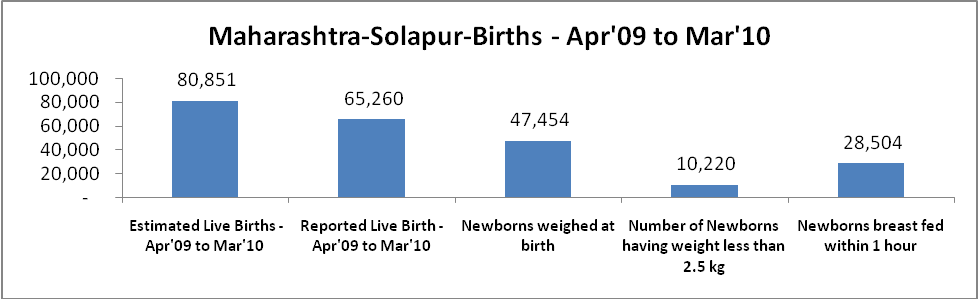 Maharashtra-Solapur-Births - Apr'09 to Mar'10
100,000
80,000
60,000
40,000
20,000
-
80,851
65,260
47,454
10,220
28,504
Estimated Live Births -
Apr'09 to Mar'10
Reported Live Birth -
Apr'09 to Mar'10
Newborns weighed at
birth
Number of Newborns
having weight less than
2.5 kg
Newborns breast fed
within 1 hour